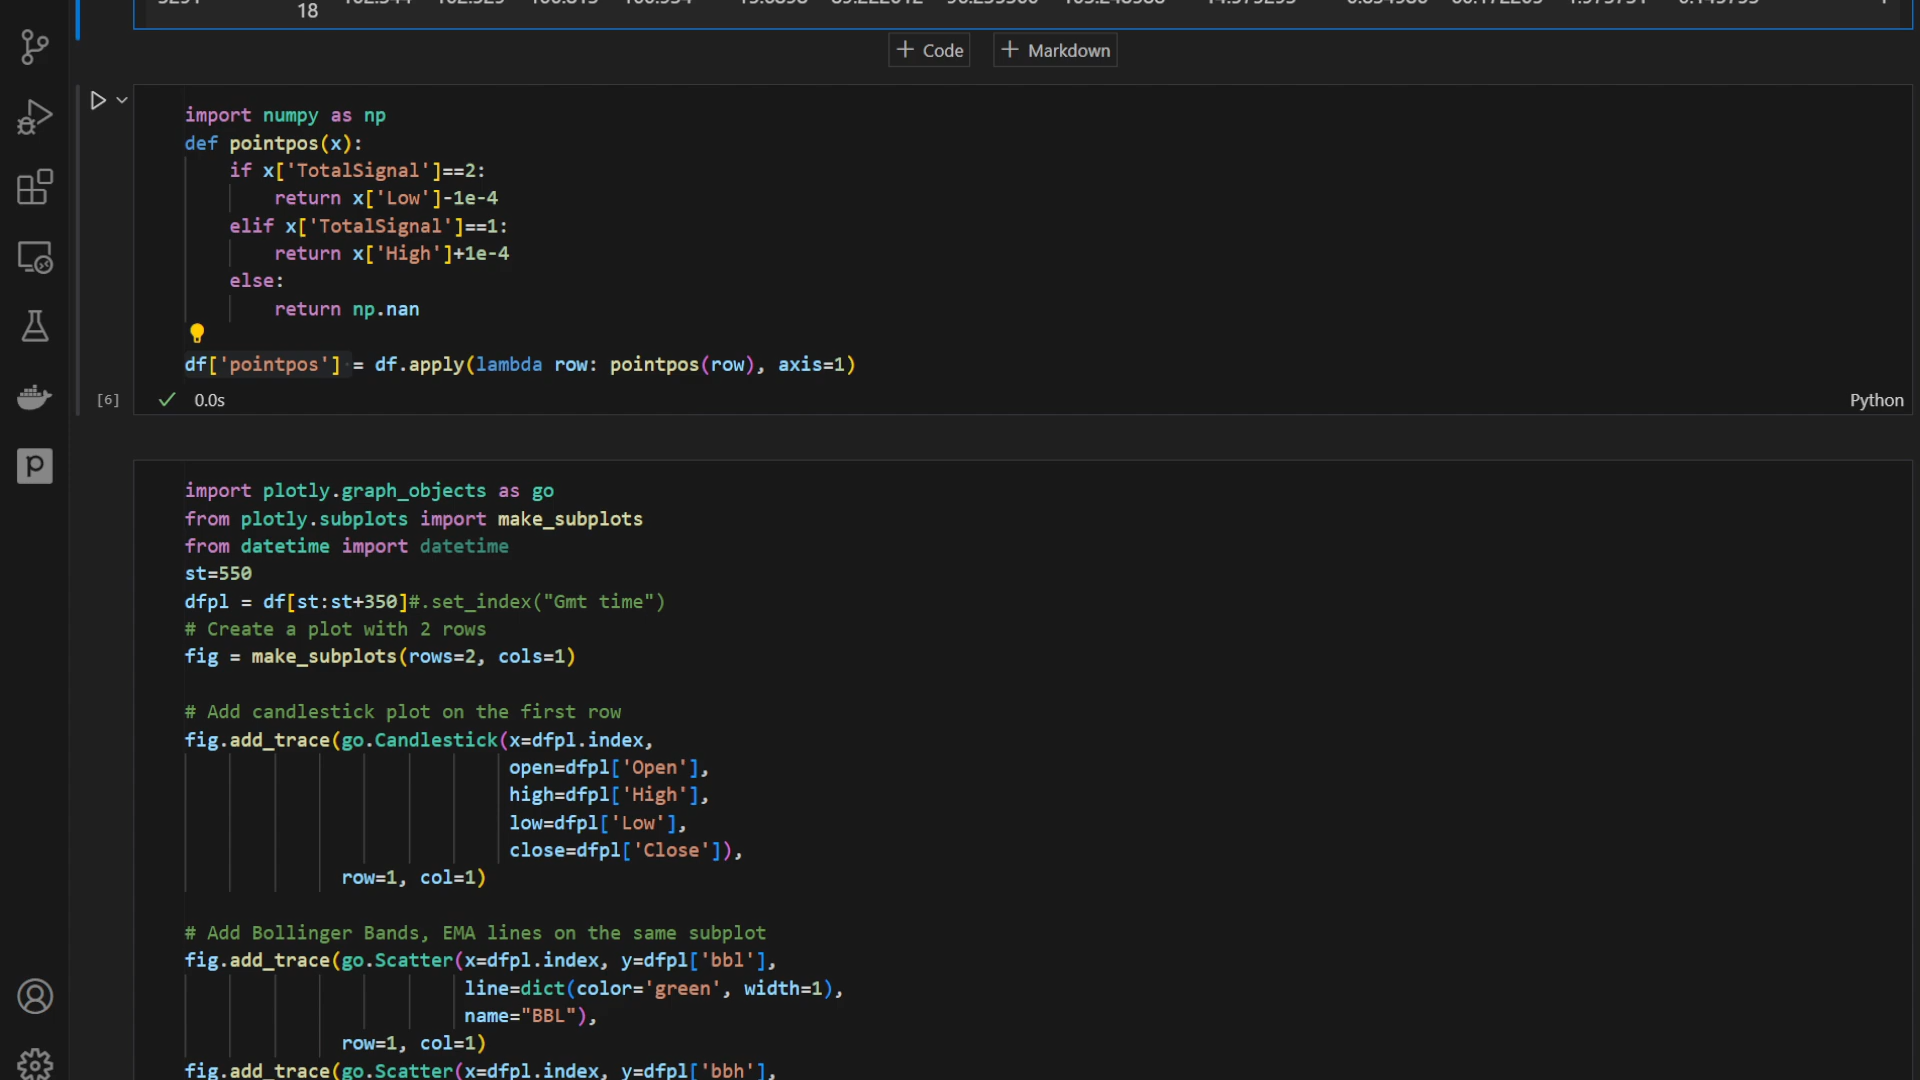 18
+ Code + Markdown
import numpy as np
def pointpos(x):
    if x['TotalSignal']==2:
        return x['Low']-1e-4
    elif x['TotalSignal']==1:
        return x['High']+1e-4
    else:
        return np.nan
df['pointpos'] = df.apply(lambda row: pointpos(row), axis=1)
[6] ✓ 0.0s Python
import plotly.graph_objects as go
from plotly.subplots import make_subplots
from datetime import datetime
st=550
dfpl = df[st:st+350]#.set_index("Gmt time")
# Create a plot with 2 rows
fig = make_subplots(rows=2, cols=1)
# Add candlestick plot on the first row
fig.add_trace(go.Candlestick(x=dfpl.index,
                             open=dfpl['Open'],
                             high=dfpl['High'],
                             low=dfpl['Low'],
                             close=dfpl['Close']),
              row=1, col=1)
# Add Bollinger Bands, EMA lines on the same subplot
fig.add_trace(go.Scatter(x=dfpl.index, y=dfpl['bbl'],
                         line=dict(color='green', width=1),
                         name="BBL"),
              row=1, col=1)
fig.add_trace(go.Scatter(x=dfpl.index, y=dfpl['bbh'],